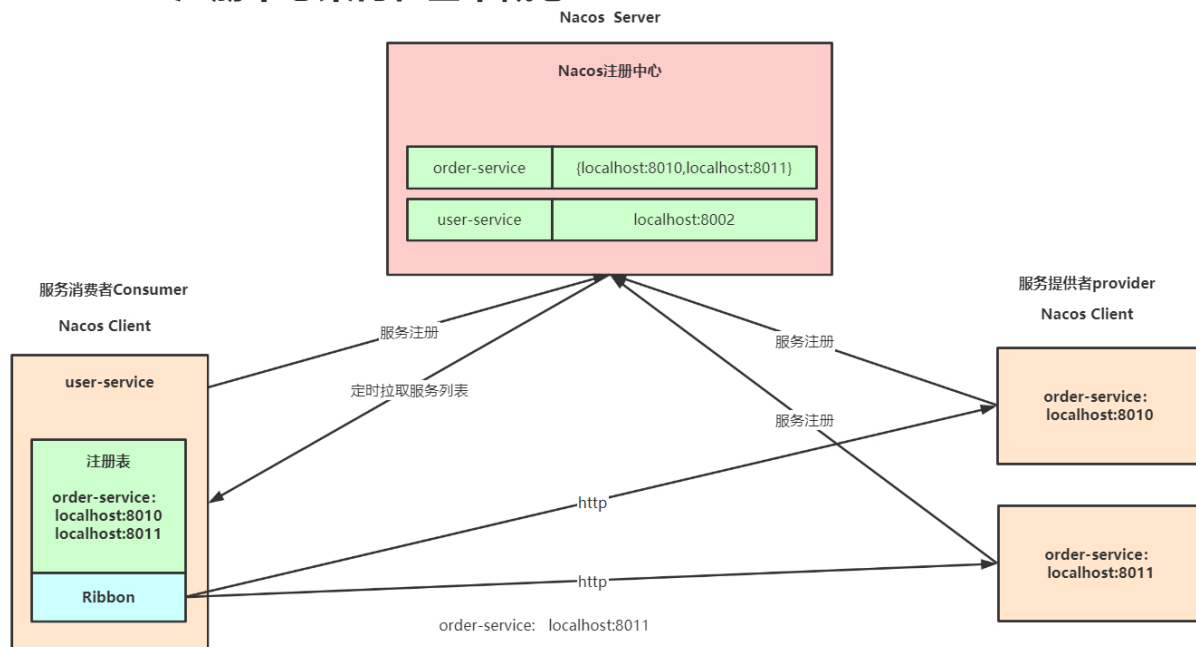 Nacos Server
Nacos注册中心
order-service
{localhost:8010,localhost:8011}
user-service
localhost:8002
服务消费者Consumer
Nacos Client
服务提供者provider
Nacos Client
服务注册
服务注册
定时拉取服务列表
服务注册
user-service
注册表
order-service:
localhost:8010
localhost:8011
Ribbon
order-service:
localhost:8010
http
order-service:
localhost:8011
http
order-service: localhost:8011